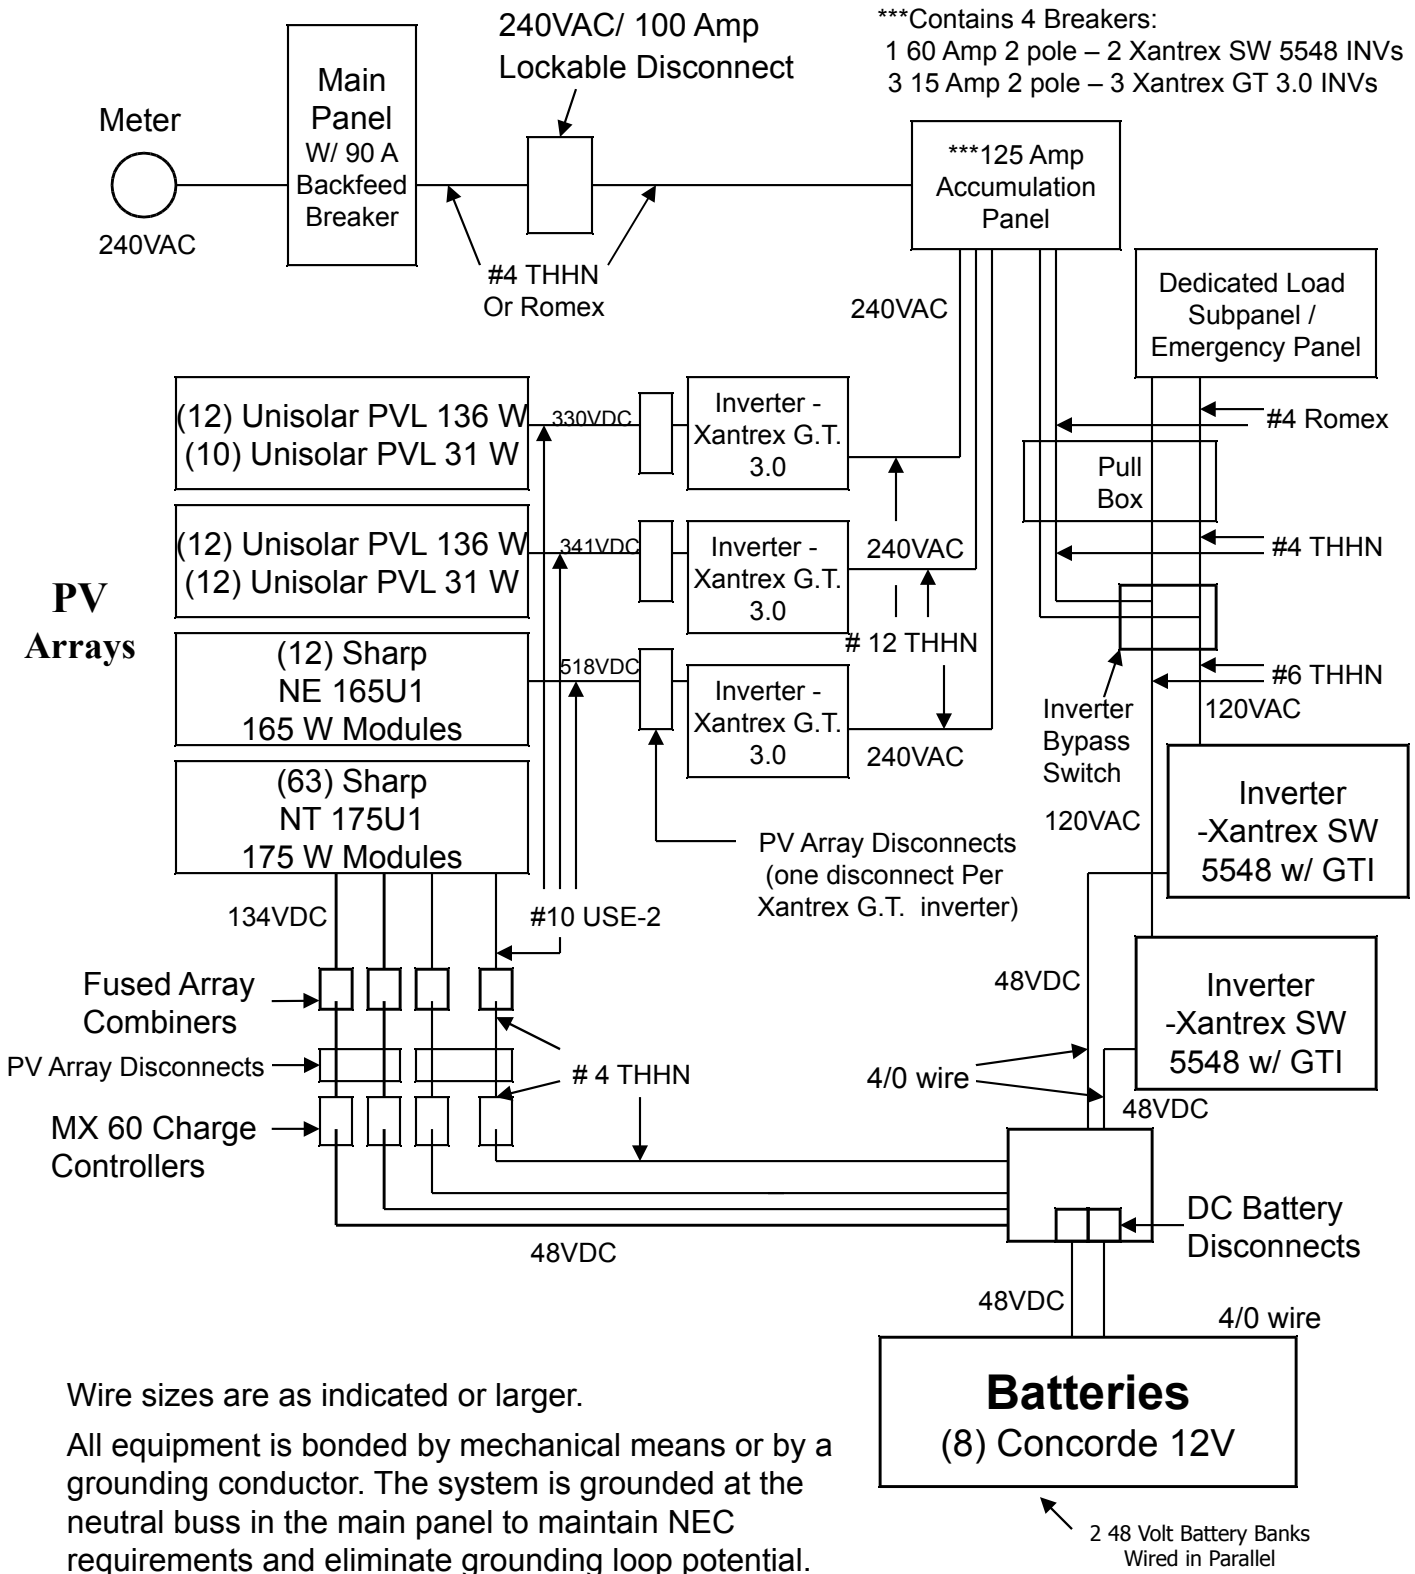 240VAC/ 100 Amp
Lockable Disconnect
***Contains 4 Breakers:
1 60 Amp 2 pole – 2 Xantrex SW 5548 INVs
3 15 Amp 2 pole – 3 Xantrex GT 3.0 INVs
Meter
240VAC
Main
Panel
W/ 90 A
Backfeed
Breaker
#4 THHN
Or Romex
***125 Amp
Accumulation
Panel
240VAC
Dedicated Load
Subpanel /
Emergency Panel
(12) Unisolar PVL 136 W
(10) Unisolar PVL 31 W
330VDC
Inverter -
Xantrex G.T.
3.0
#4 Romex
Pull
Box
(12) Unisolar PVL 136 W
(12) Unisolar PVL 31 W
341VDC
Inverter -
Xantrex G.T.
3.0
240VAC
#4 THHN
PV
Arrays
(12) Sharp
NE 165U1
165 W Modules
518VDC
Inverter -
Xantrex G.T.
3.0
# 12 THHN
240VAC
#6 THHN
120VAC
Inverter
Bypass
Switch
120VAC
(63) Sharp
NT 175U1
175 W Modules
PV Array Disconnects
(one disconnect Per
Xantrex G.T. inverter)
Inverter
-Xantrex SW
5548 w/ GTI
134VDC
#10 USE-2
Fused Array
Combiners
48VDC
Inverter
-Xantrex SW
5548 w/ GTI
PV Array Disconnects
# 4 THHN
4/0 wire
48VDC
MX 60 Charge
Controllers
DC Battery
Disconnects
48VDC
48VDC
4/0 wire
Batteries
(8) Concorde 12V
2 48 Volt Battery Banks
Wired in Parallel
Wire sizes are as indicated or larger.
All equipment is bonded by mechanical means or by a
grounding conductor. The system is grounded at the
neutral buss in the main panel to maintain NEC
requirements and eliminate grounding loop potential.